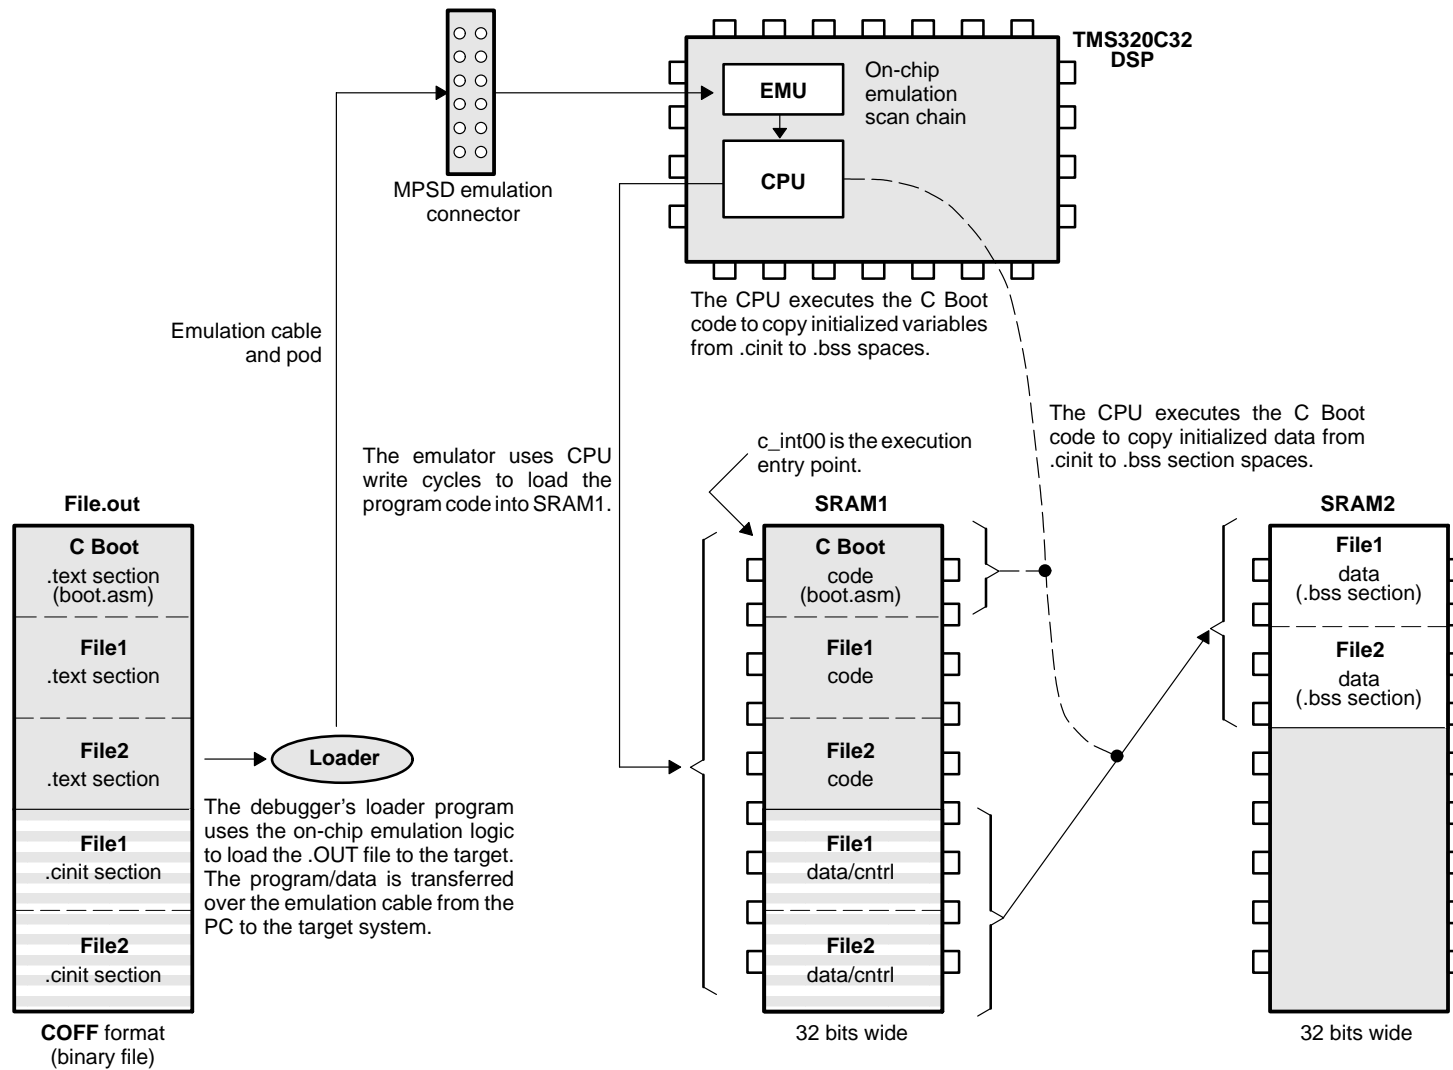 TMS320C32
DSP
EMU
On-chip
emulation
scan chain
CPU
MPSD emulation
connector
The CPU executes the C Boot
code to copy initialized variables
from .cinit to .bss spaces.
Emulation cable
and pod
The emulator uses CPU
write cycles to load the
program code into SRAM1.
c_int00 is the execution
entry point.
The CPU executes the C Boot
code to copy initialized data from
.cinit to .bss section spaces.
File.out
C Boot
.text section
(boot.asm)
File1
.text section
File2
.text section
File1
.cinit section
File2
.cinit section
COFF format
(binary file)
Loader
The debugger's loader program
uses the on-chip emulation logic
to load the .OUT file to the target.
The program/data is transferred
over the emulation cable from the
PC to the target system.
SRAM1
C Boot
code
(boot.asm)
File1
code
File2
code
File1
data/cntrl
File2
data/cntrl
32 bits wide
SRAM2
File1
data
(.bss section)
File2
data
(.bss section)
32 bits wide